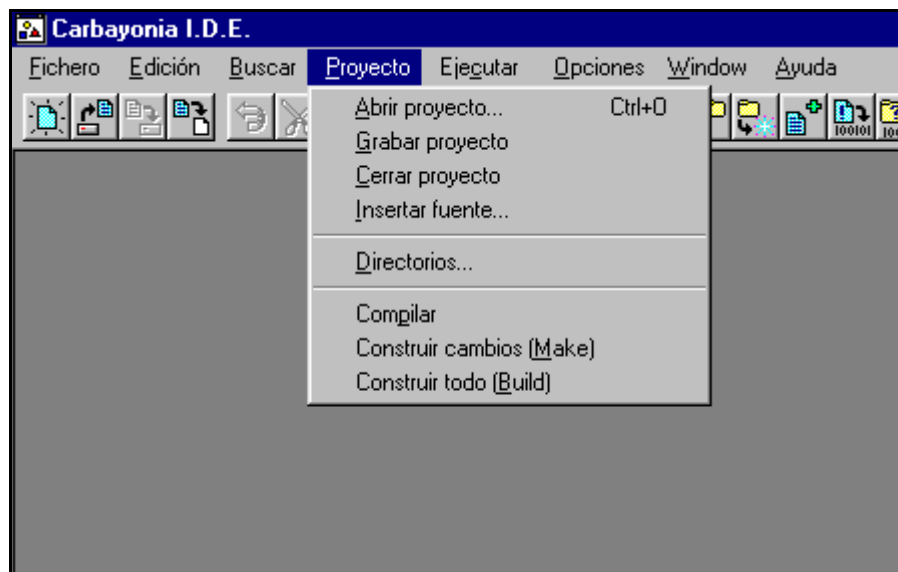 Carbayonia I.D.E.
Fichero Edición Buscar Proyecto Ejecutar Opciones Window Ayuda
Abrir proyecto... Ctrl+O
Grabar proyecto
Cerrar proyecto
Insertar fuente...
Directorios...
Compilar
Construir cambios (Make)
Construir todo (Build)
100101